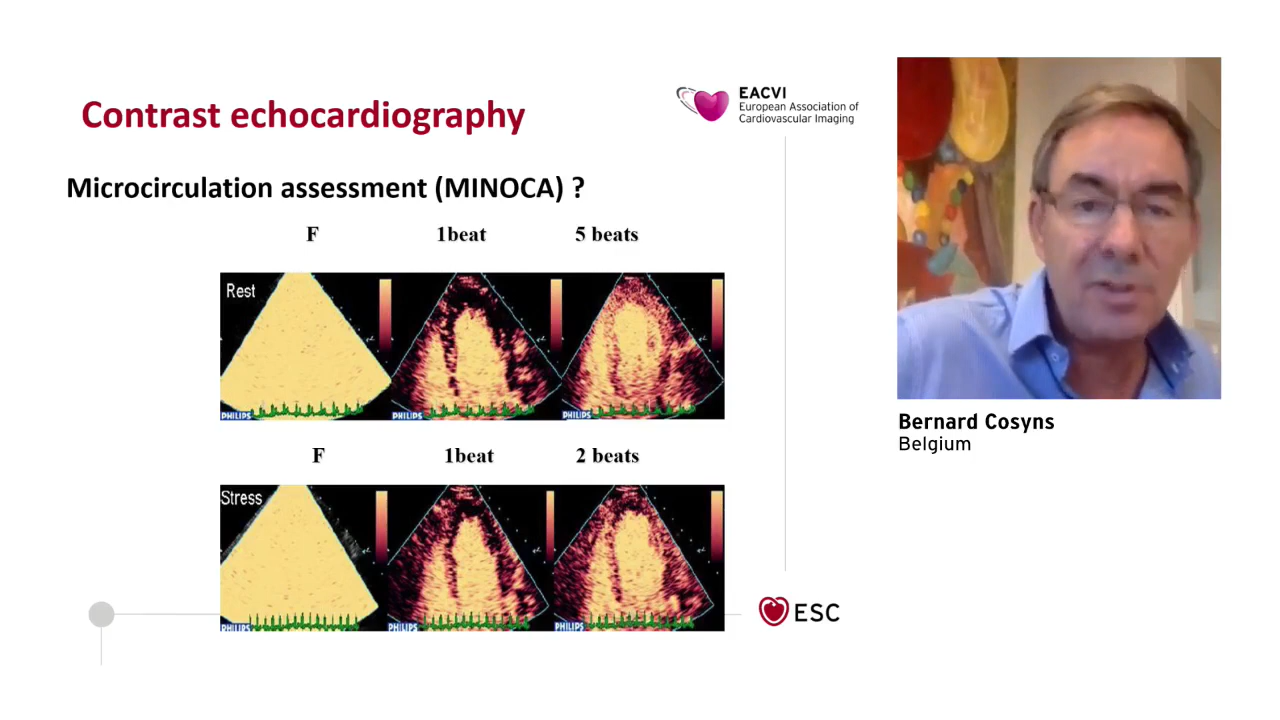 Contrast echocardiography
EACVI
European Association of
Cardiovascular Imaging
Microcirculation assessment (MINOCA) ?
F 1beat 5 beats
Rest
PHILIPS PHILIPS PHILIPS
F 1beat 2 beats
Stress
PHILIPS PHILIPS PHILIPS
Bernard Cosyns
Belgium
ESC